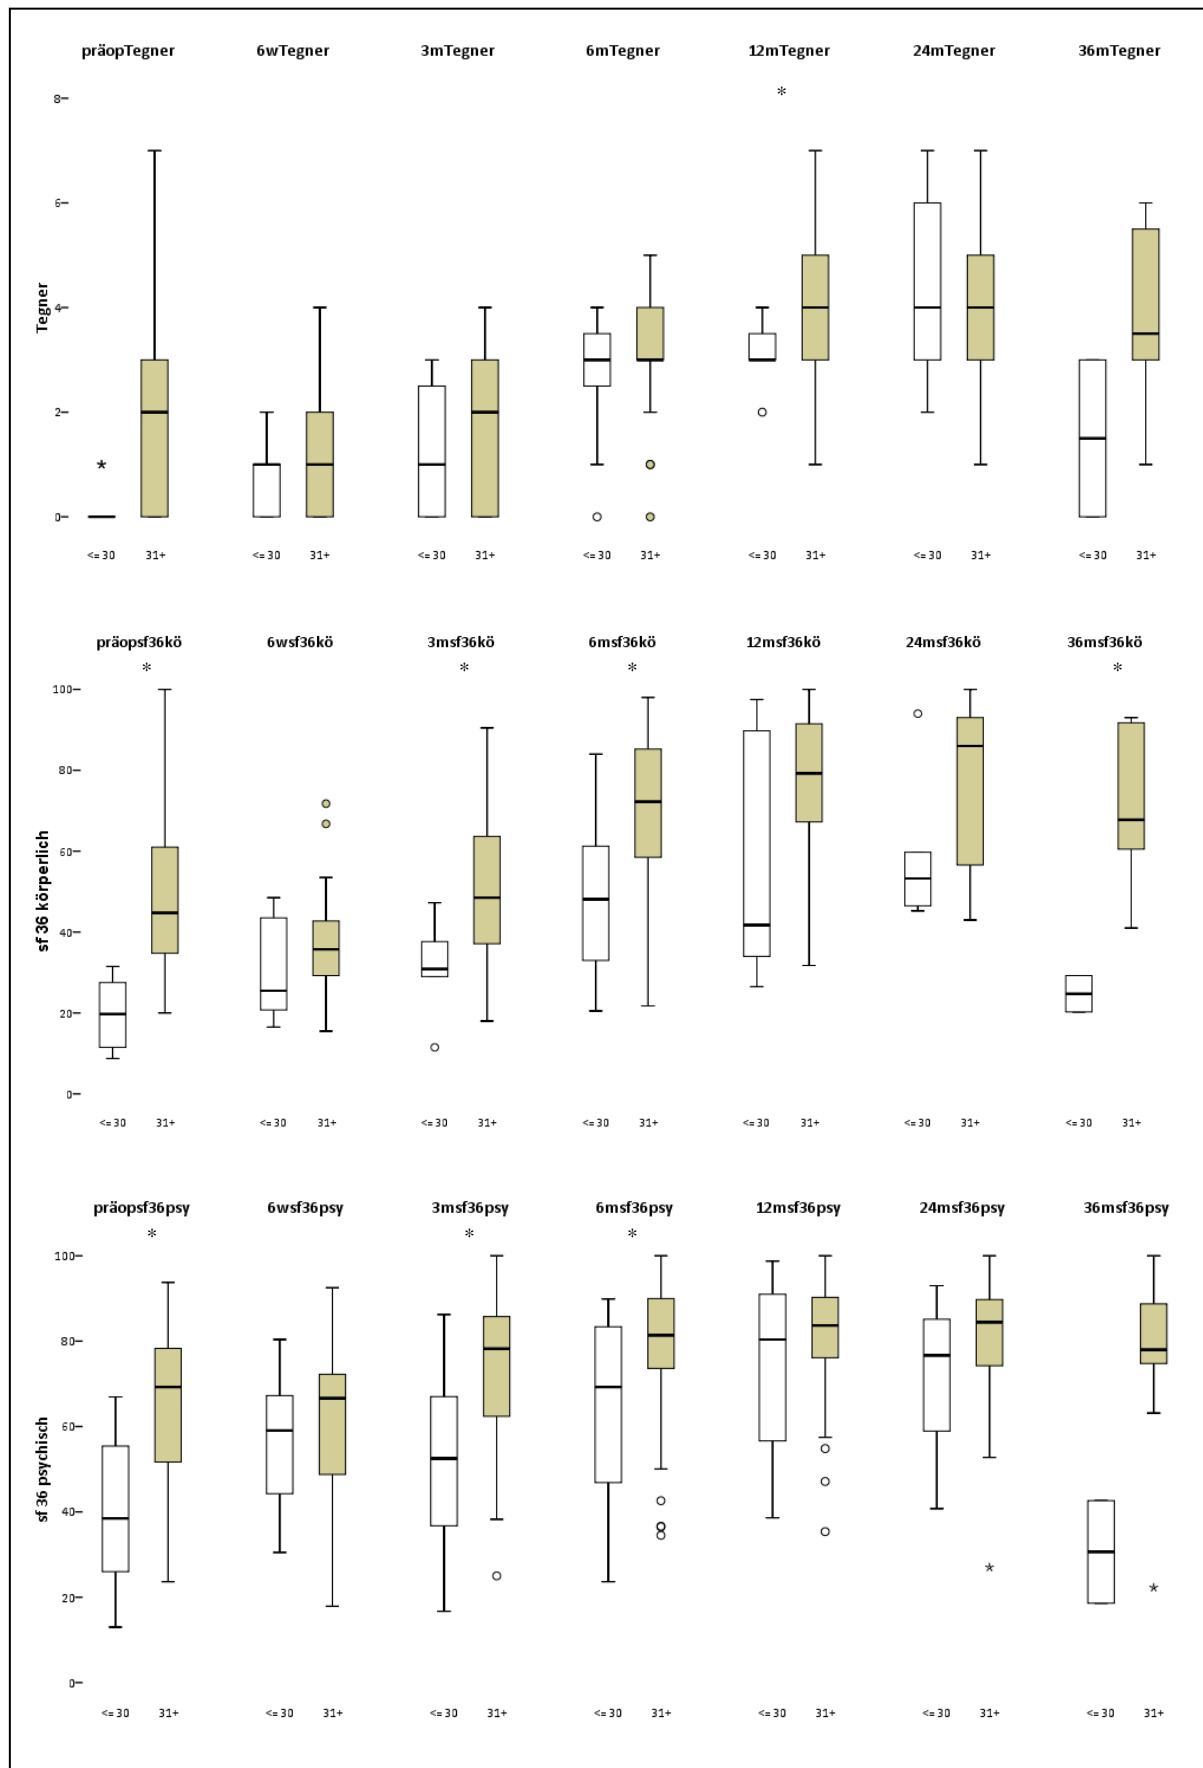 präopTegner 6wTegner 3mTegner 6mTegner 12mTegner 24mTegner 36mTegner
*
8
6
4
2
0
Tegner
*
<= 30 31+ <= 30 31+ <= 30 31+ <= 30 31+ <= 30 31+ <= 30 31+ <= 30 31+
präopsf36kö 6wsf36kö 3msf36kö 6msf36kö 12msf36kö 24msf36kö 36msf36kö
* * * *
100
80
60
40
20
0
sf 36 körperlich
<= 30 31+ <= 30 31+ <= 30 31+ <= 30 31+ <= 30 31+ <= 30 31+ <= 30 31+
präopsf36psy 6wsf36psy 3msf36psy 6msf36psy 12msf36psy 24msf36psy 36msf36psy
* * *
100
80
60
40
20
0
sf 36 psychisch
* *
<= 30 31+ <= 30 31+ <= 30 31+ <= 30 31+ <= 30 31+ <= 30 31+ <= 30 31+